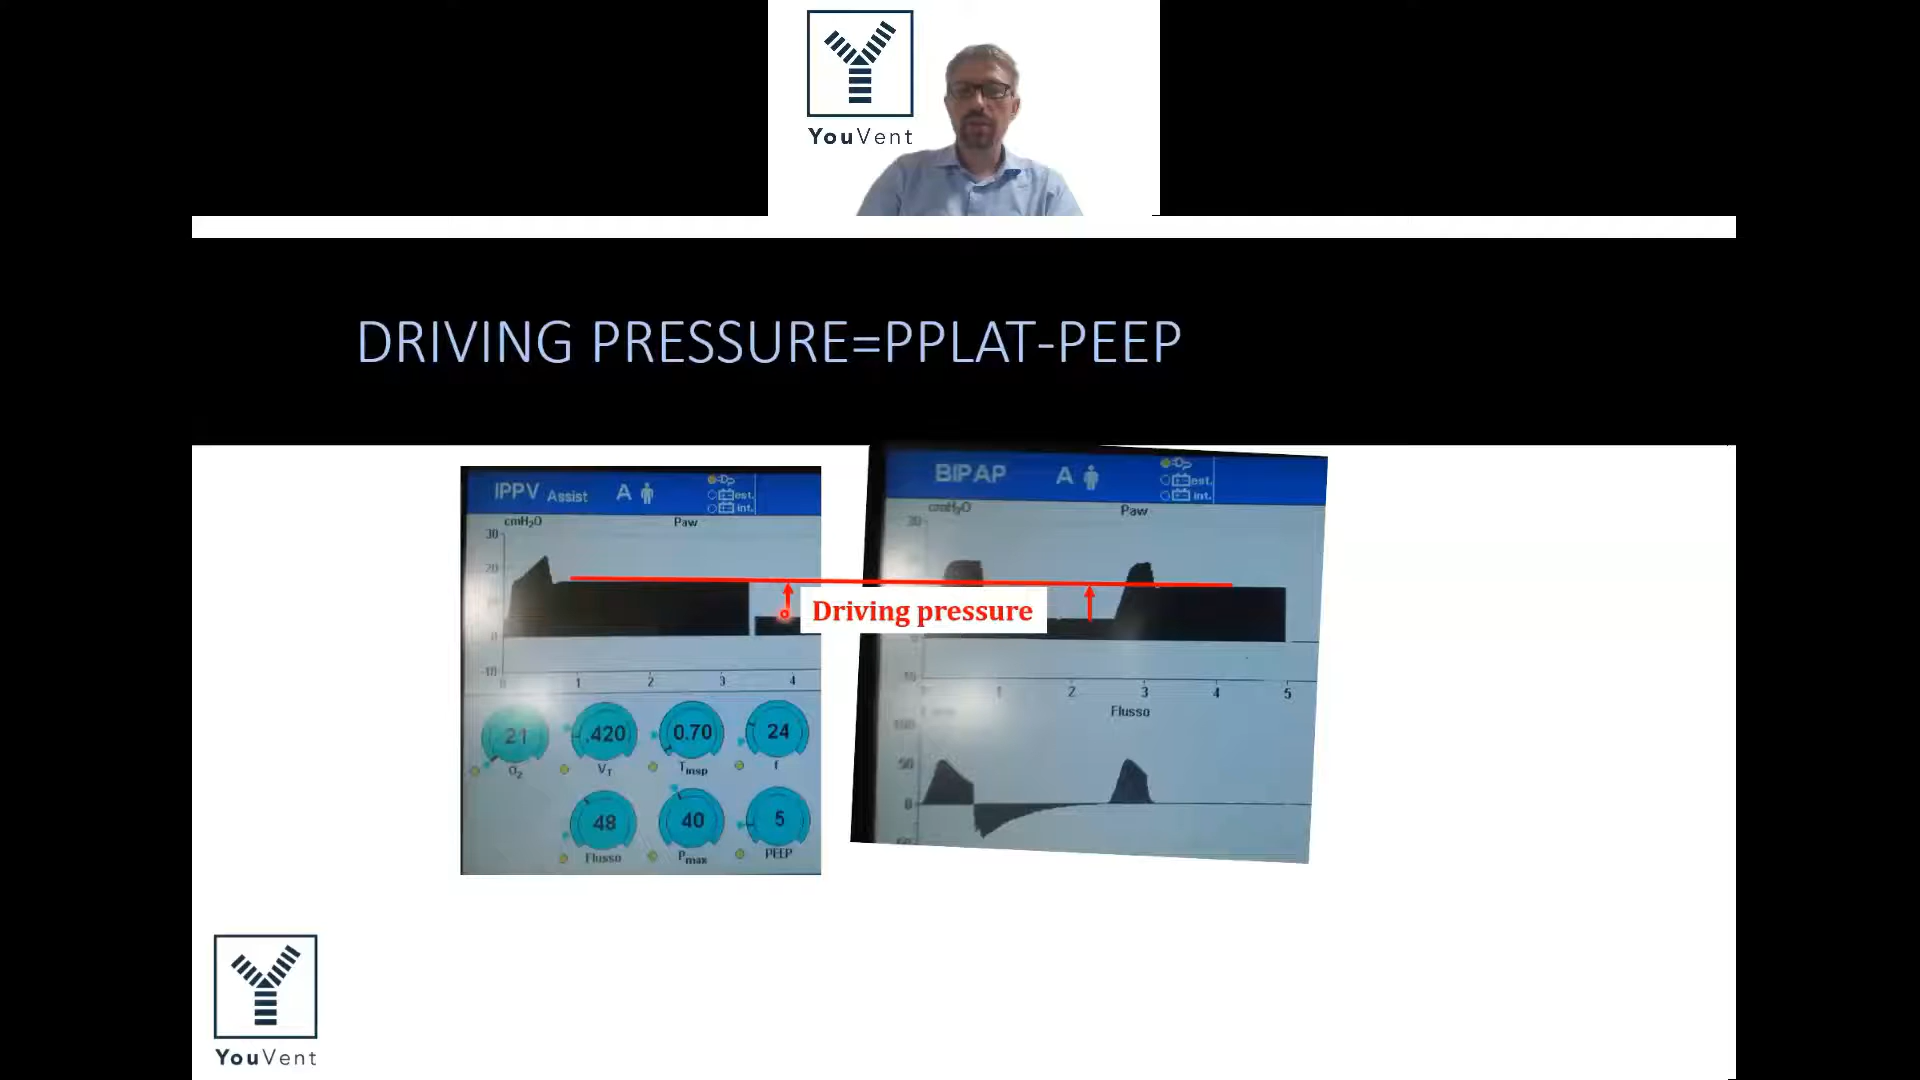 YouVent
DRIVING PRESSURE=PPLAT-PEEP
IPPV Assist A
est.
int.
cmH2O
Paw
30
20
0
-10
0 1 2 3 4
21 .420 0.70 24
O2 VT Tinsp f
48 40 5
Flusso Pmax PEEP
Driving pressure
BIPAP A
est.
int.
cmH2O
Paw
30
1 2 3 4 5
Flusso
100
50
0
YouVent